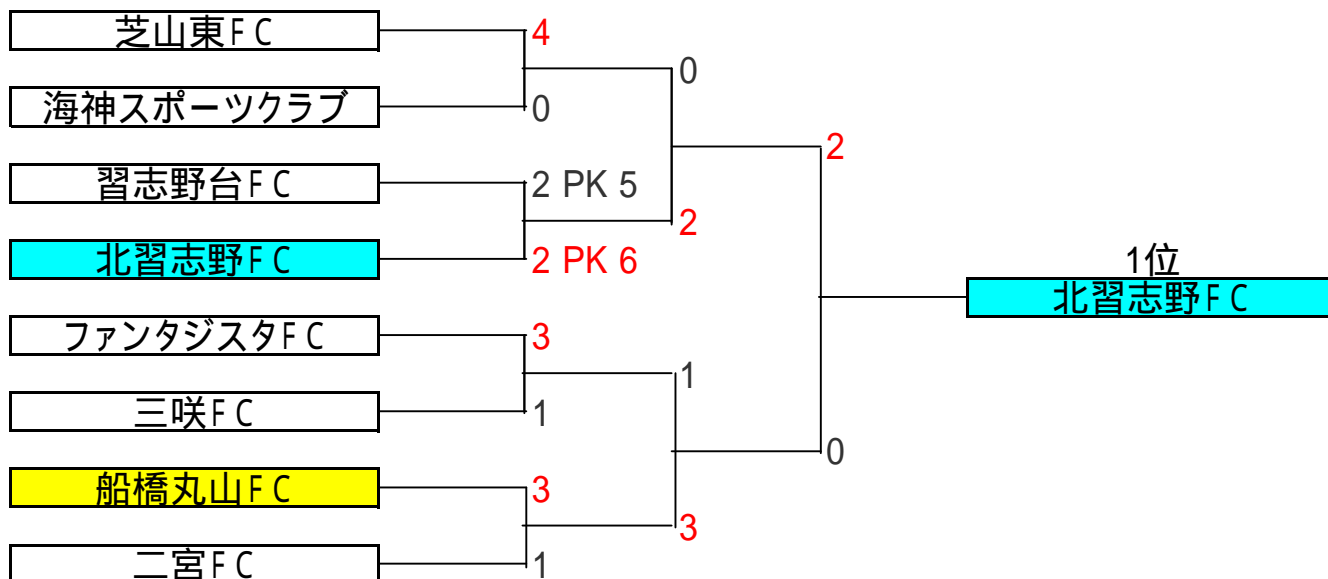 芝山東FC
4
0
海神スポーツクラブ
0
2
習志野台FC
2 PK 5
2
北習志野FC
2 PK 6
1位
北習志野FC
ファンタジスタFC
3
1
三咲FC
1
0
船橋丸山FC
3
3
二宮FC
1